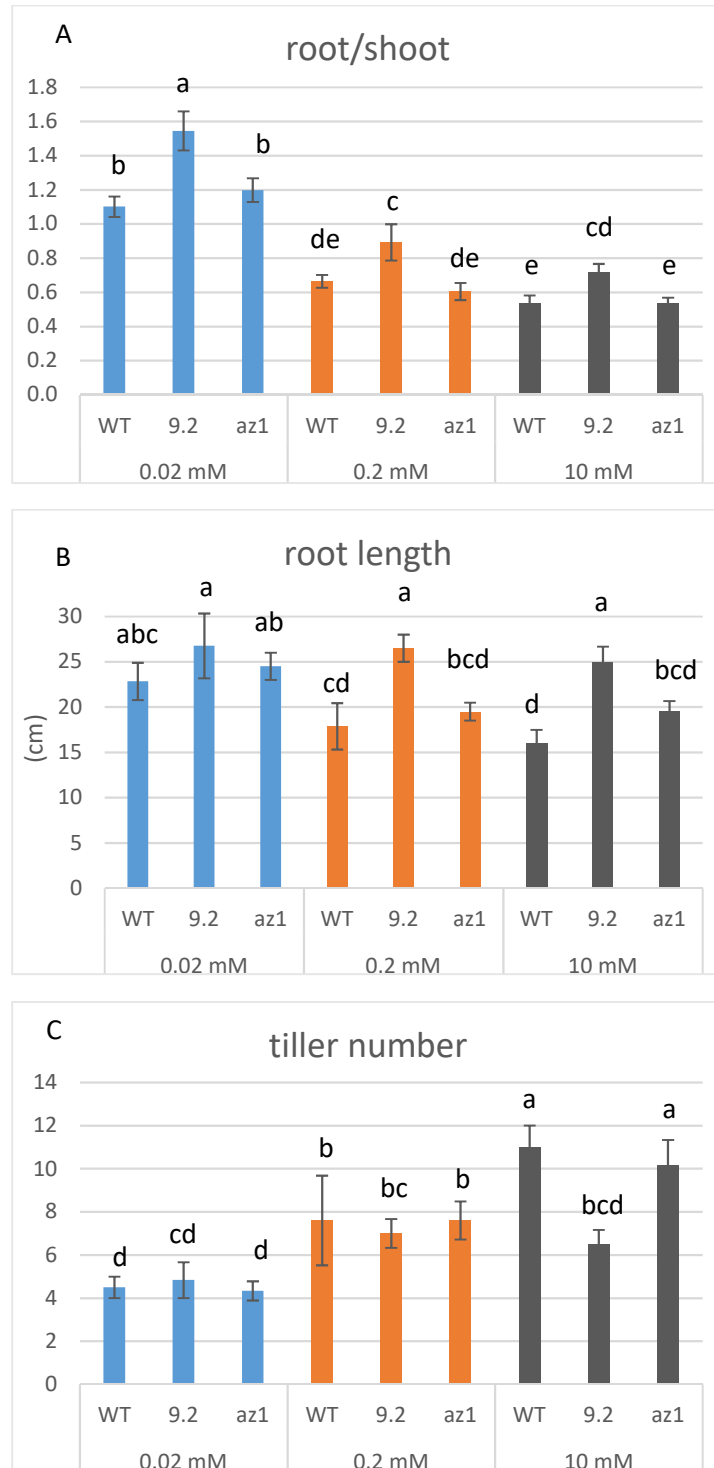 A
root/shoot
1.8
a
1.6
1.4
b
b
1.2
1.0
c
de
de
cd
0.8
e
e
0.6
0.4
0.2
0.0
WT 9.2 az1 WT 9.2 az1 WT 9.2 az1
0.02 mM 0.2 mM 10 mM
B
root length
a
a
a
30
abc
ab
bcd
bcd
25
cd
d
20
(cm)
15
10
5
0
WT 9.2 az1 WT 9.2 az1 WT 9.2 az1
0.02 mM 0.2 mM 10 mM
C
tiller number
14
a
a
12
b
b
10
bc
bcd
8
d
cd
d
6
4
2
0
WT 9.2 az1 WT 9.2 az1 WT 9.2 az1
0.02 mM 0.2 mM 10 mM